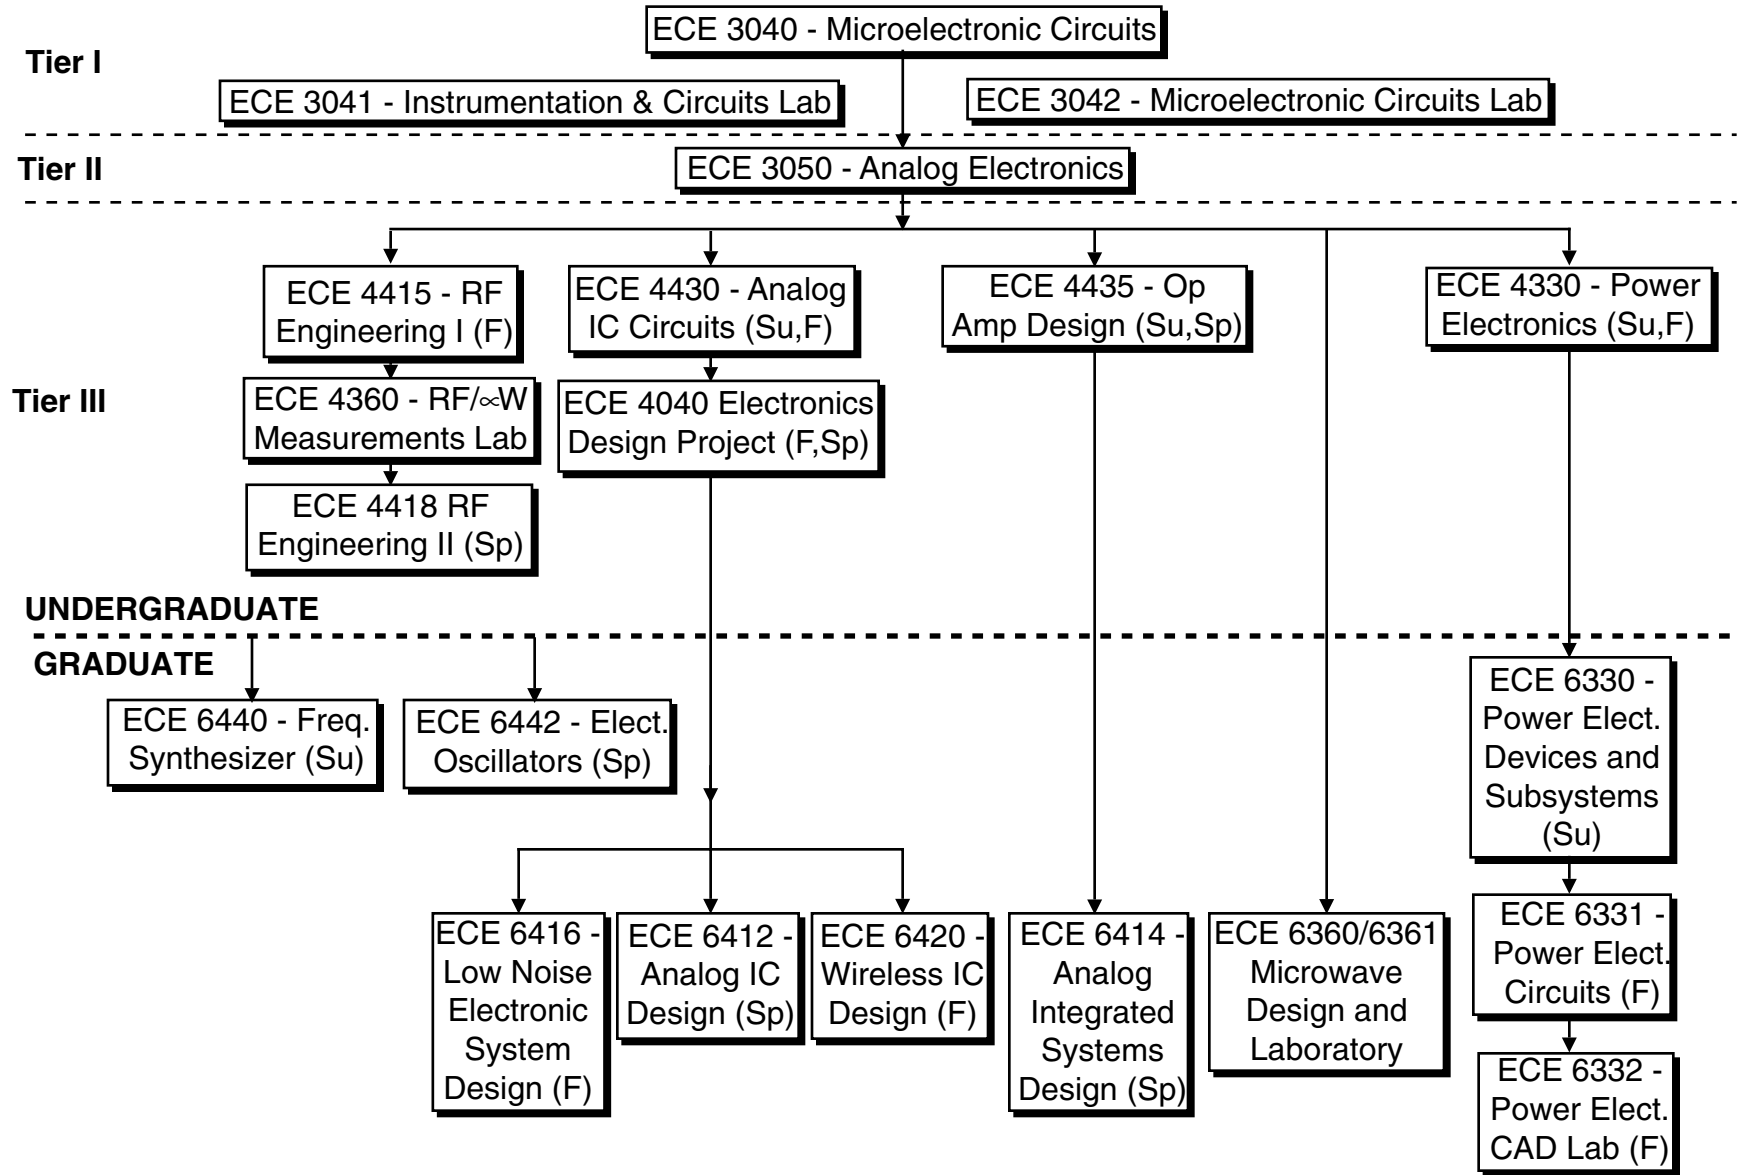 ECE 3040 - Microelectronic Circuits
Tier I
ECE 3041 - Instrumentation & Circuits Lab
ECE 3042 - Microelectronic Circuits Lab
Tier II
ECE 3050 - Analog Electronics
ECE 4415 - RF
Engineering I (F)
ECE 4430 - Analog
IC Circuits (Su,F)
ECE 4435 - Op
Amp Design (Su,Sp)
ECE 4330 - Power
Electronics (Su,F)
Tier III
ECE 4360 - RF/∝W
Measurements Lab
ECE 4040 Electronics
Design Project (F,Sp)
ECE 4418 RF
Engineering II (Sp)
UNDERGRADUATE
GRADUATE
ECE 6440 - Freq.
Synthesizer (Su)
ECE 6442 - Elect.
Oscillators (Sp)
ECE 6330 -
Power Elect.
Devices and
Subsystems
(Su)
ECE 6416 -
Low Noise
Electronic
System
Design (F)
ECE 6412 -
Analog IC
Design (Sp)
ECE 6420 -
Wireless IC
Design (F)
ECE 6414 -
Analog
Integrated
Systems
Design (Sp)
ECE 6360/6361
Microwave
Design and
Laboratory
ECE 6331 -
Power Elect.
Circuits (F)
ECE 6332 -
Power Elect.
CAD Lab (F)